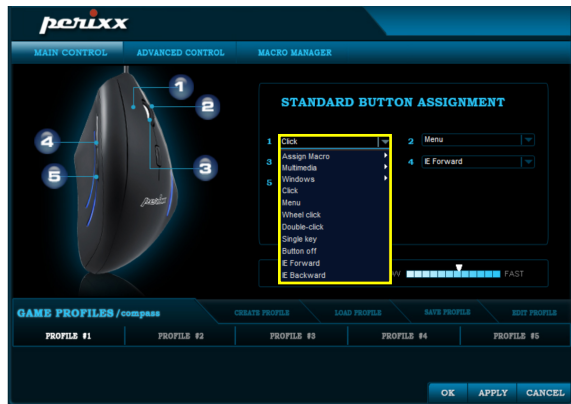 perixx
MAIN CONTROL ADVANCED CONTROL MACRO MANAGER
1
2
3
4
5
perixx
STANDARD BUTTON ASSIGNMENT
1 Click 2 Menu
3 4 IE Forward
5
Assign Macro
Multimedia
Windows
Click
Menu
Wheel click
Double-click
Single key
Button off
IE Forward
IE Backward
FAST
GAME PROFILES /compass CREATE PROFILE LOAD PROFILE SAVE PROFILE EDIT PROFILE
PROFILE #1 PROFILE #2 PROFILE #3 PROFILE #4 PROFILE #5
OK APPLY CANCEL